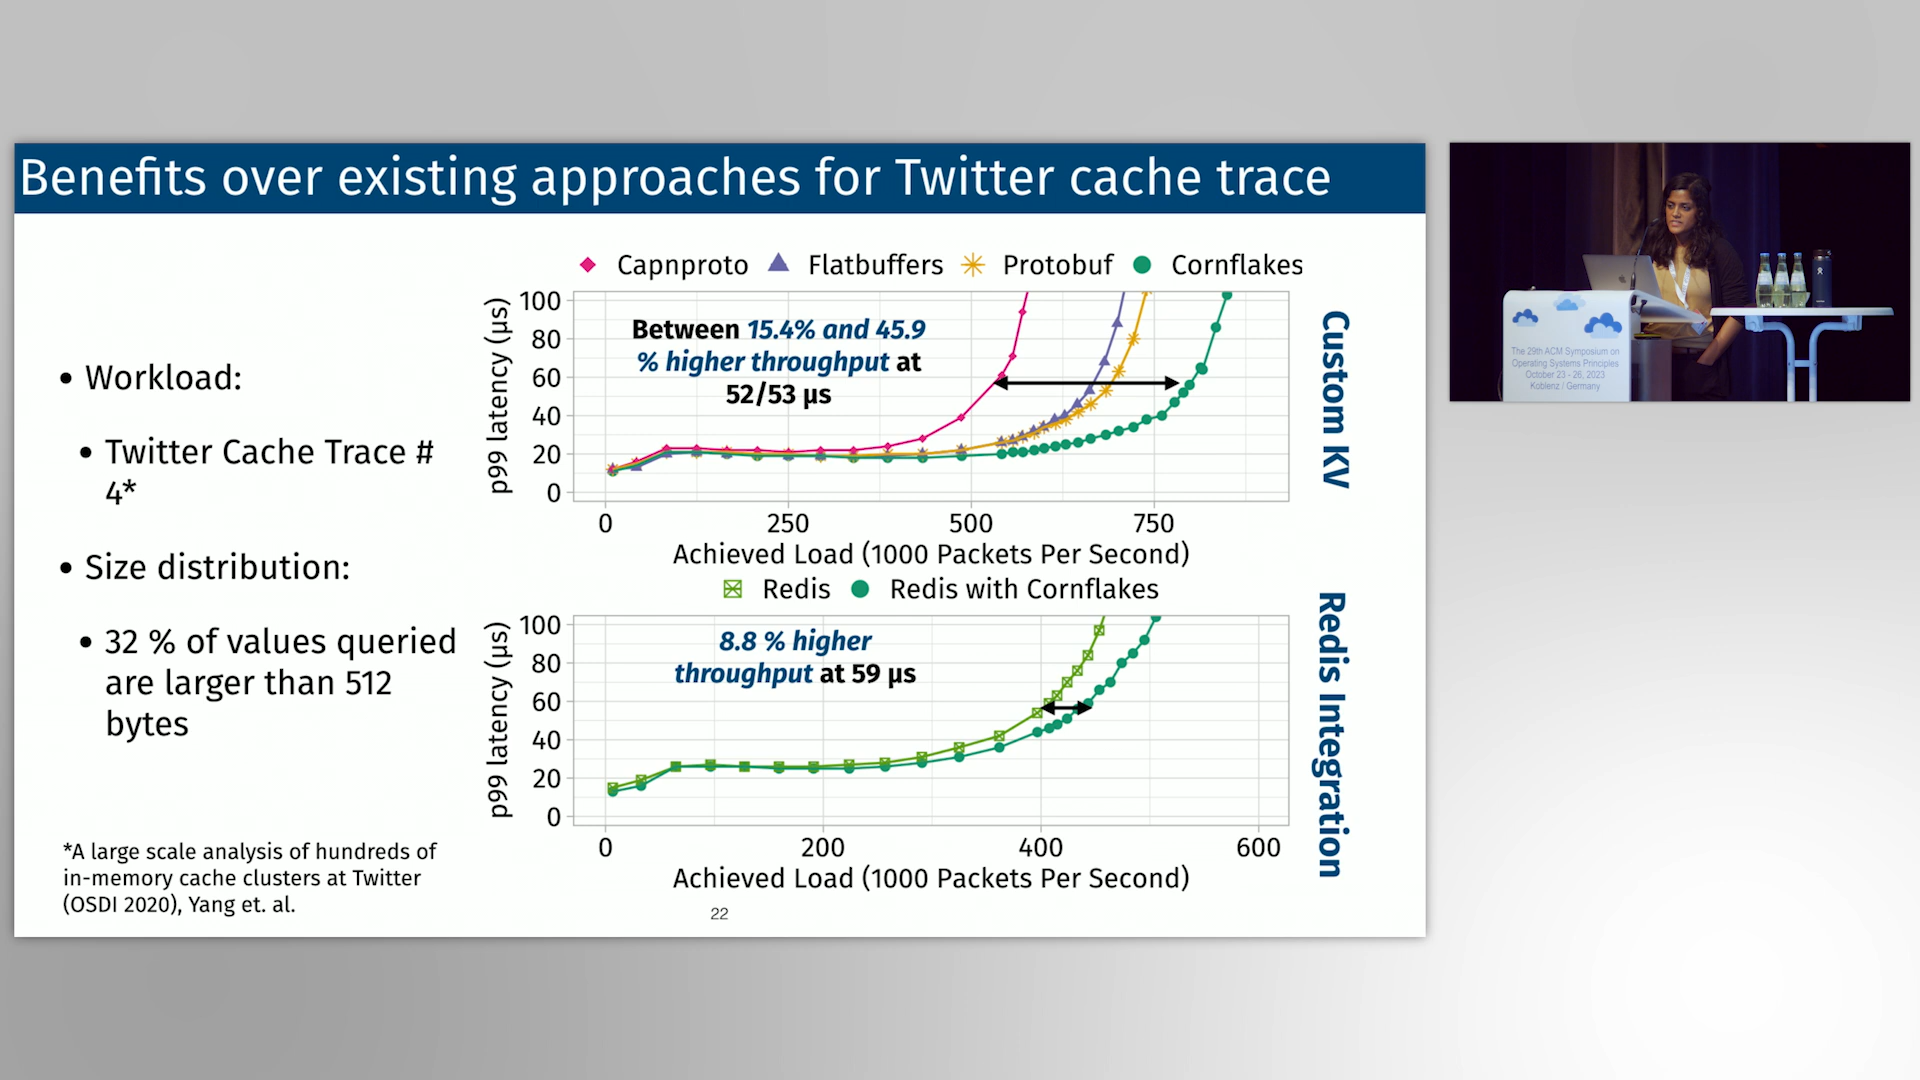 Benefits over existing approaches for Twitter cache trace
• Workload:
• Twitter Cache Trace #
4*
• Size distribution:
• 32 % of values queried
are larger than 512
bytes
*A large scale analysis of hundreds of
in-memory cache clusters at Twitter
(OSDI 2020), Yang et. al.
Capnproto Flatbuffers Protobuf Cornflakes
p99 latency (µs)
100
80
60
40
20
0
Between 15.4% and 45.9
% higher throughput at
52/53 µs
0 250 500 750
Achieved Load (1000 Packets Per Second)
Custom KV
Redis Redis with Cornflakes
p99 latency (µs)
100
80
60
40
20
0
8.8 % higher
throughput at 59 µs
0 200 400 600
Achieved Load (1000 Packets Per Second)
Redis Integration
22
The 29th ACM Symposium on
Operating Systems Principles
October 23 - 26, 2023
Koblenz / Germany